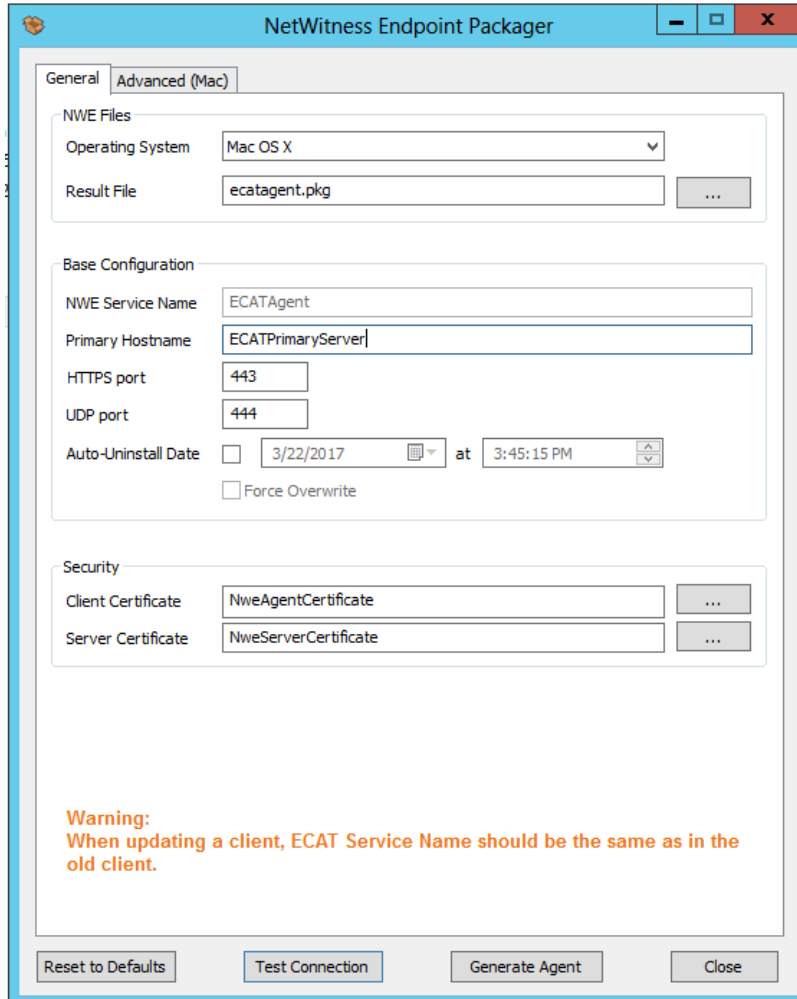 NetWitness Endpoint Packager
General Advanced (Mac)
NWE Files
Operating System Mac OS X
Result File ecatagent.pkg ...
Base Configuration
NWE Service Name ECATAgent
Primary Hostname ECATPrimaryServer
HTTPS port 443
UDP port 444
Auto-Uninstall Date 3/22/2017 at 3:45:15 PM
Force Overwrite
Security
Client Certificate NweAgentCertificate ...
Server Certificate NweServerCertificate ...
Warning:
When updating a client, ECAT Service Name should be the same as in the
old client.
Reset to Defaults Test Connection Generate Agent Close